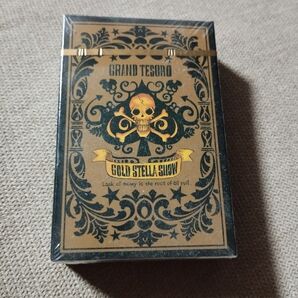 GRAND TESORO
GOLD STELLA SHOW
Lack of money is the root of all evil.